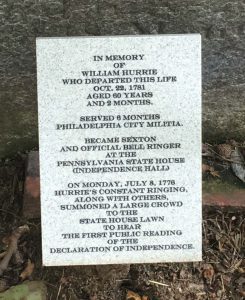 IN MEMORY
OF
WILLIAM HURRIE
WHO DEPARTED THIS LIFE
OCT. 22, 1781
AGED 60 YEARS
AND 2 MONTHS.
SERVED 6 MONTHS
PHILADELPHIA CITY MILITIA.
BECAME SEXTON
AND OFFICIAL BELL RINGER
AT THE
PENNSYLVANIA STATE HOUSE
(INDEPENDENCE HALL)
ON MONDAY, JULY 8, 1776
HURRIE'S CONSTANT RINGING,
ALONG WITH OTHERS,
SUMMONED A LARGE CROWD
TO THE
STATE HOUSE LAWN
TO HEAR
THE FIRST PUBLIC READING
OF THE
DECLARATION OF INDEPENDENCE.